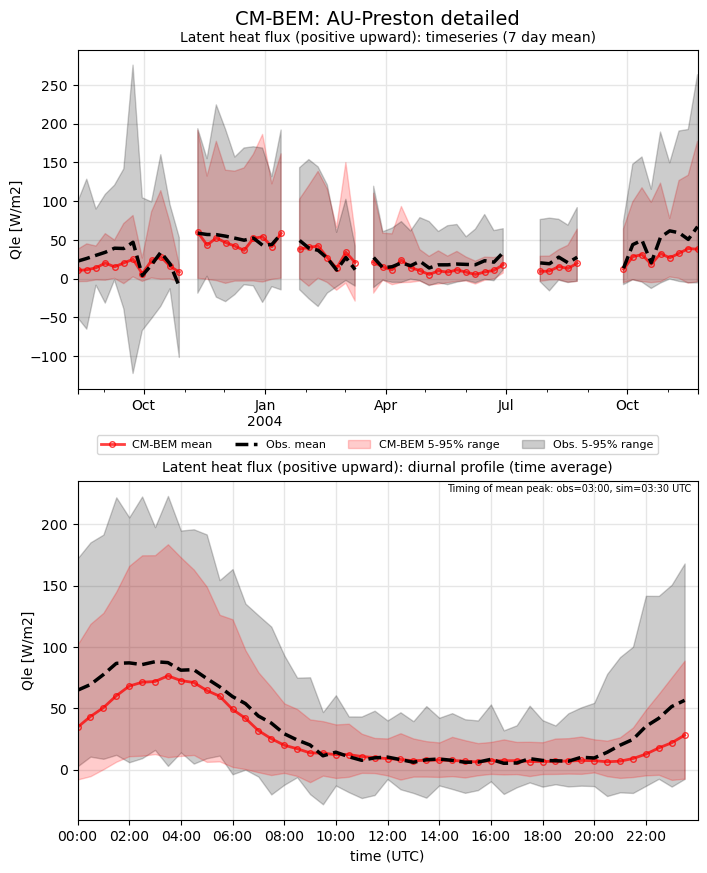 CM-BEM: AU-Preston detailed
Latent heat flux (positive upward): timeseries (7 day mean)
250
200
150
100
50
0
−50
−100
Qle [W/m2]
Oct
Jan
2004
Apr
Jul
Oct
CM-BEM mean
Obs. mean
CM-BEM 5-95% range
Obs. 5-95% range
Latent heat flux (positive upward): diurnal profile (time average)
Timing of mean peak: obs=03:00, sim=03:30 UTC
200
150
100
50
0
Qle [W/m2]
00:00
02:00
04:00
06:00
08:00
10:00
12:00
14:00
16:00
18:00
20:00
22:00
time (UTC)